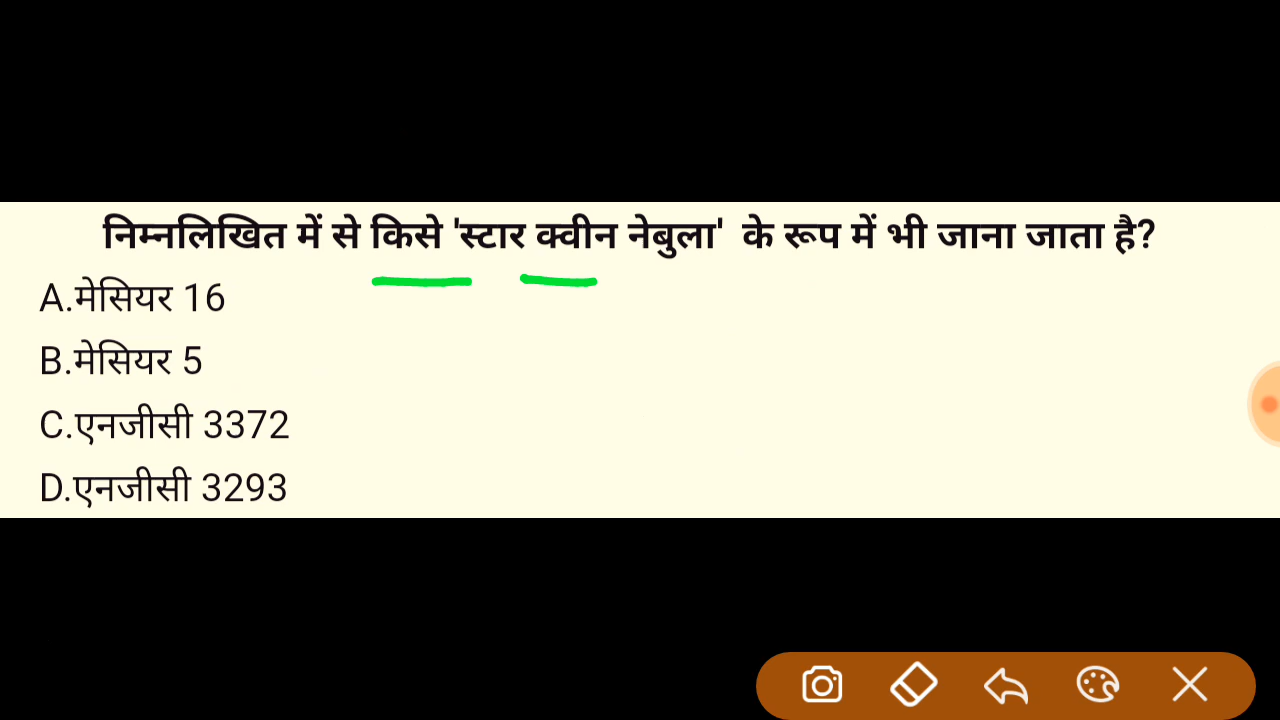 निम्नलिखित में से किसे 'स्टार क्वीन नेबुला' के रूप में भी जाना जाता है?
A.मेसियर 16
B.मेसियर 5
C.एनजीसी 3372
D.एनजीसी 3293